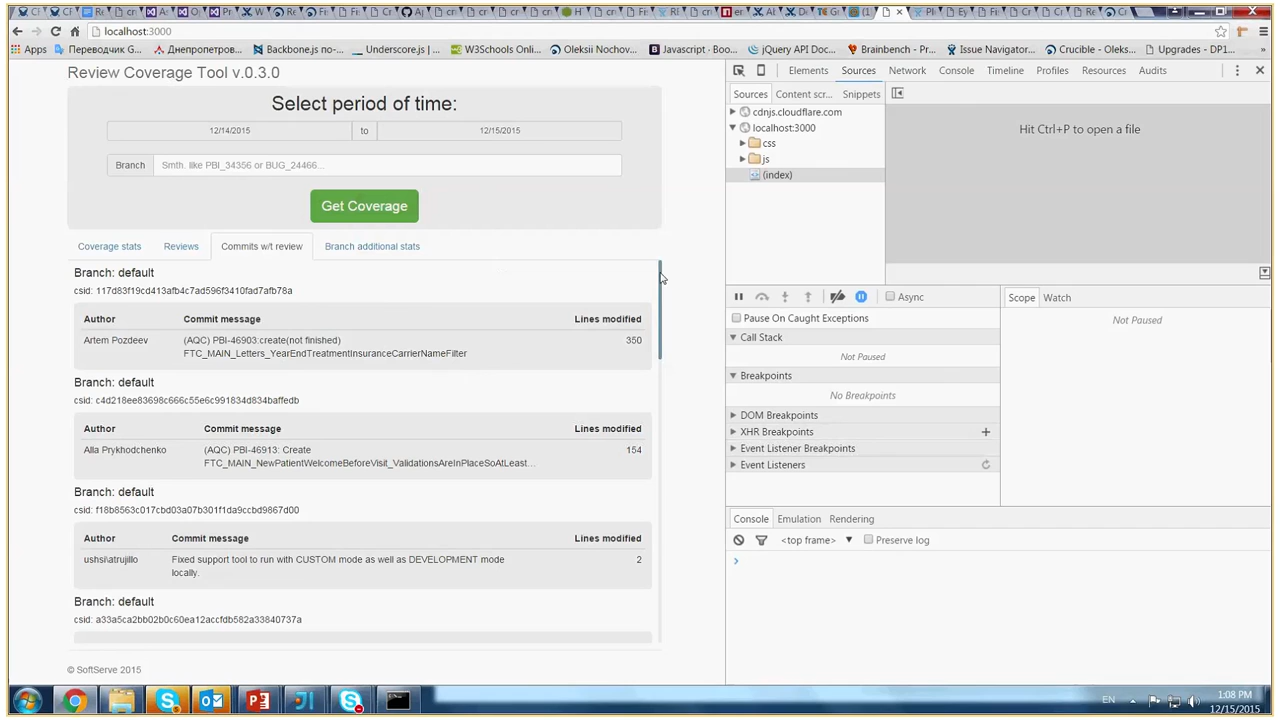 localhost:3000
Apps Переводчик G... Днепропетров... Backbone.js по-... Underscore.js (на... W3Schools Onlin... Oleksii Nochov... Javascript — Boo... jQuery API Doc... Brainbench — Prov... Issue Navigator... Crucible — Oleks... Upgrades - DP1...
Review Coverage Tool v.0.3.0
Select period of time:
12/14/2015 to 12/15/2015
Branch Smth. like PBI_34356 or BUG_24466...
Get Coverage
Coverage stats Reviews Commits w/t review Branch additional stats
Branch: default
csid: 117d83f19cd413afb4c7ad596f3410fad7afb78a
Author Commit message Lines modified
Artem Pozdeev (AQC) PBI-46903:create(not finished) 350
FTC_MAIN_Letters_YearEndTreatmentInsuranceCarrierNameFilter
Branch: default
csid: c4d218ee83698c666c55e6c991834d834baffedb
Author Commit message Lines modified
Alla Prykhodchenko (AQC) PBI-46913: Create 154
FTC_MAIN_NewPatientWelcomeBeforeVisit_ValidationsAreInPlaceSoAtLeast...
Branch: default
csid: f18b8563c017cbd03a07b301f1da9ccbd9867d00
Author Commit message Lines modified
ushsi\atrujillo Fixed support tool to run with CUSTOM mode as well as DEVELOPMENT mode 2
locally.
Branch: default
csid: a33a5ca2bb02b0c60ea12accfdb582a33840737a
© SoftServe 2015
Elements Sources Network Console Timeline Profiles Resources Audits
Sources Content scr... Snippets
cdnjs.cloudflare.com
localhost:3000
css
js
(index)
Hit Ctrl+P to open a file
Async
Pause On Caught Exceptions
Call Stack
Not Paused
Breakpoints
No Breakpoints
DOM Breakpoints
XHR Breakpoints +
Event Listener Breakpoints
Event Listeners
Scope Watch
Not Paused
Console Emulation Rendering
<top frame> Preserve log
>
EN
1:08 PM
12/15/2015